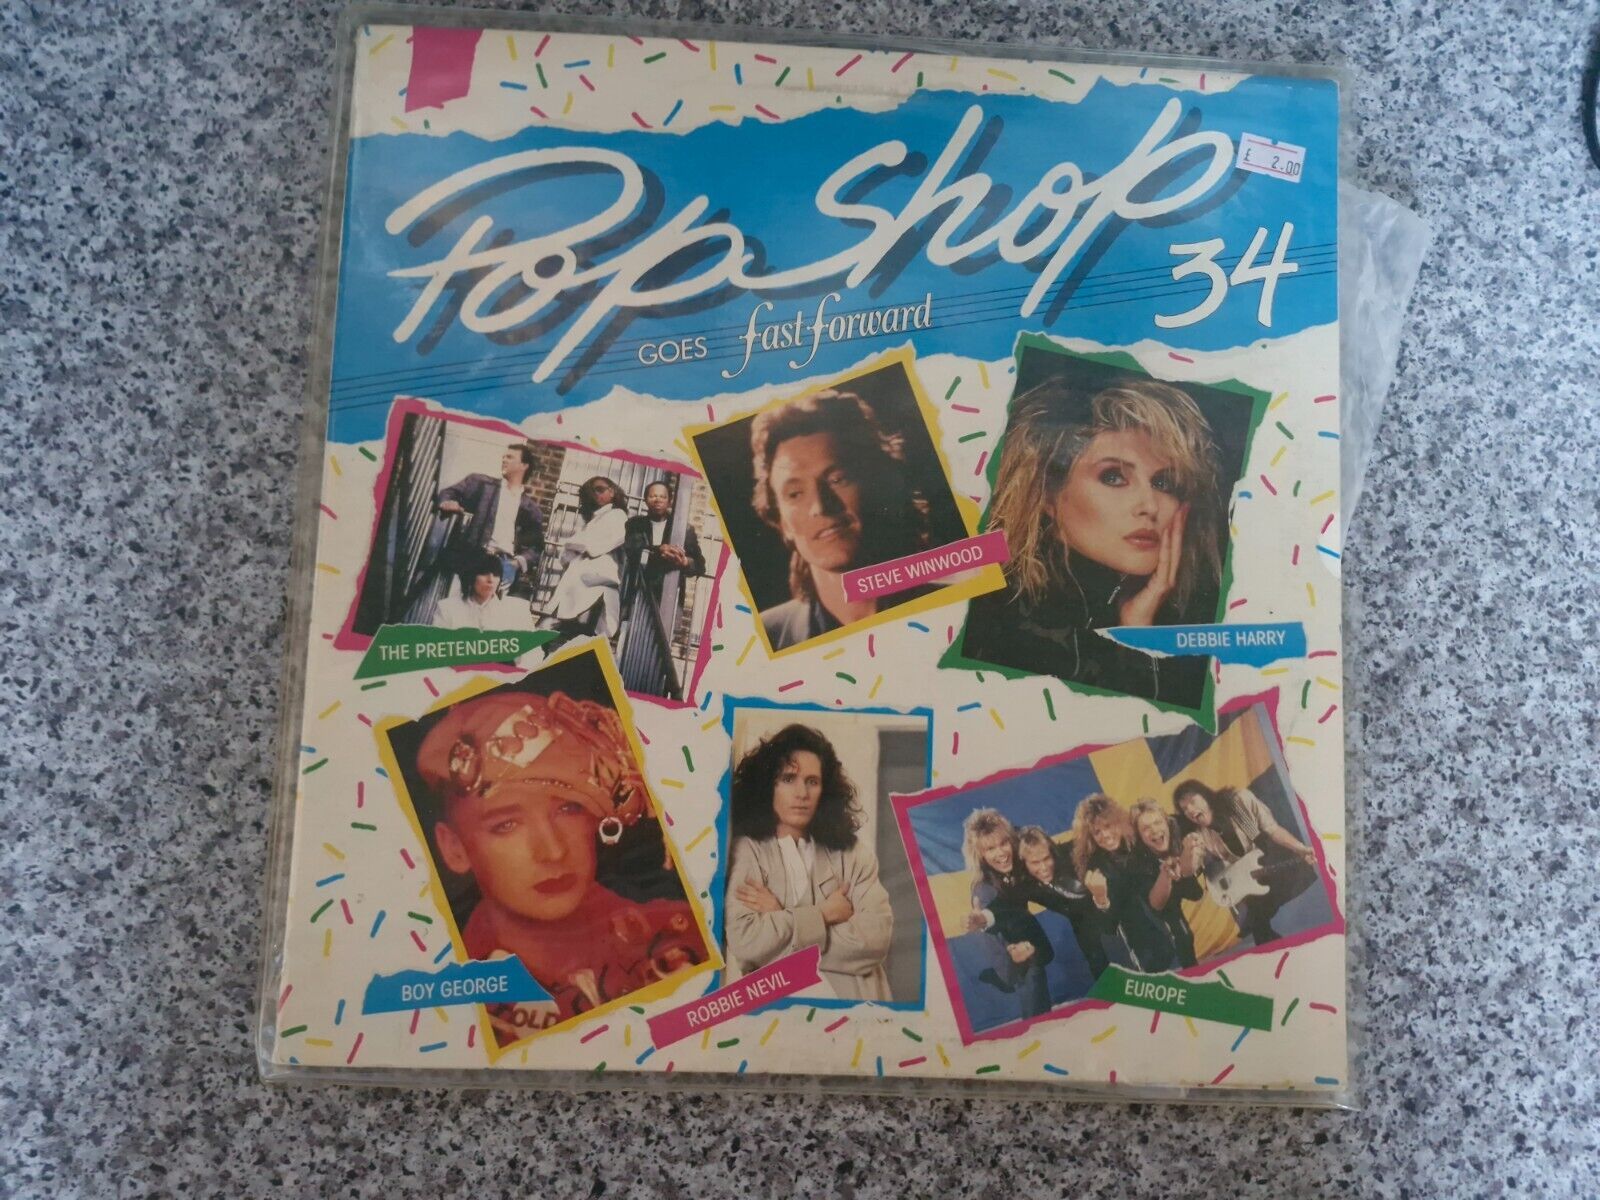 Pop Shop
£ 2.00
34
GOES fast forward
THE PRETENDERS
STEVE WINWOOD
DEBBIE HARRY
BOY GEORGE
ROBBIE NEVIL
EUROPE